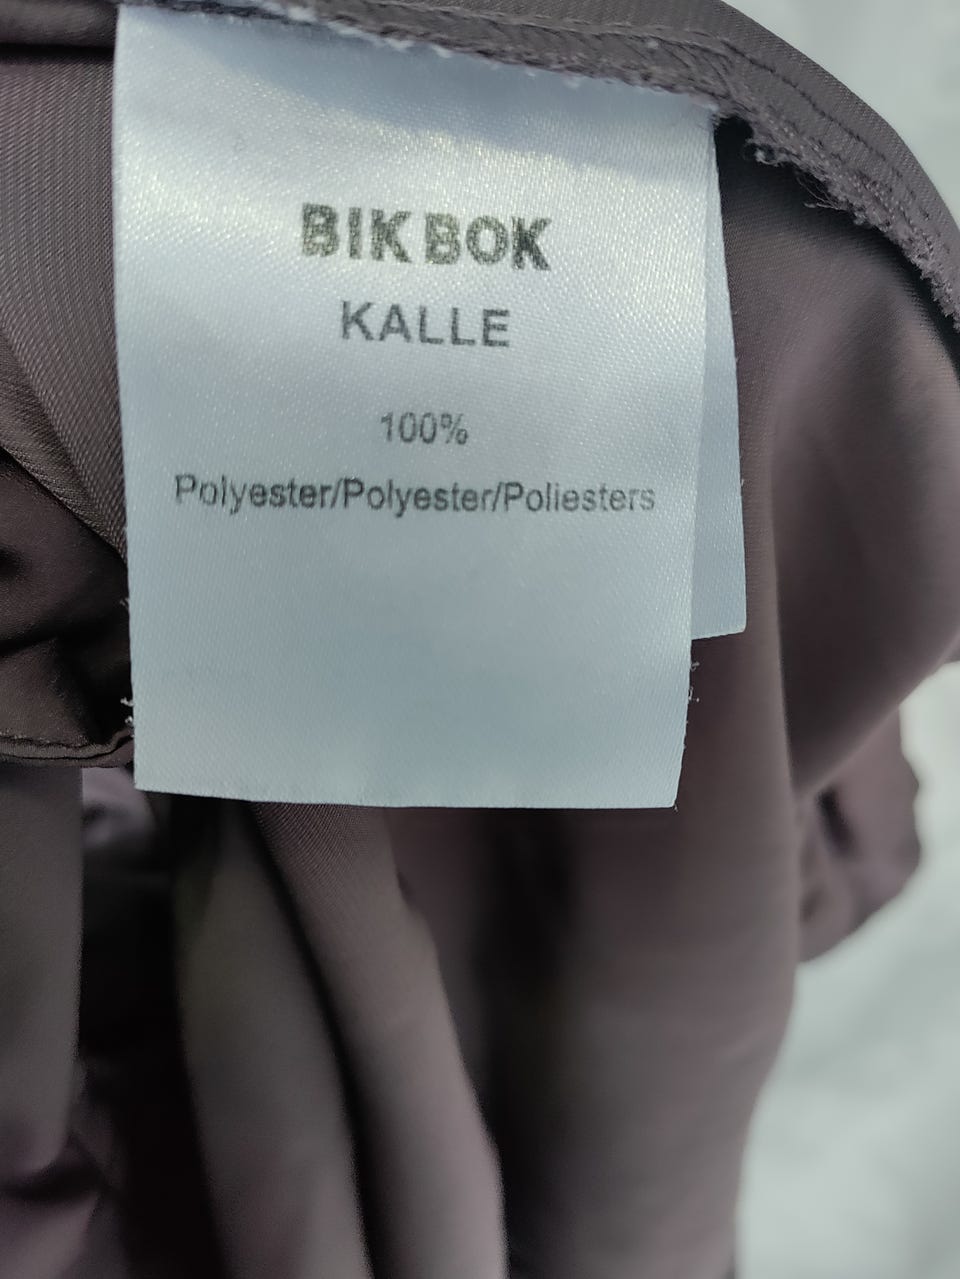 BIK BOK
KALLE
100%
Polyester/Polyester/Poliesters